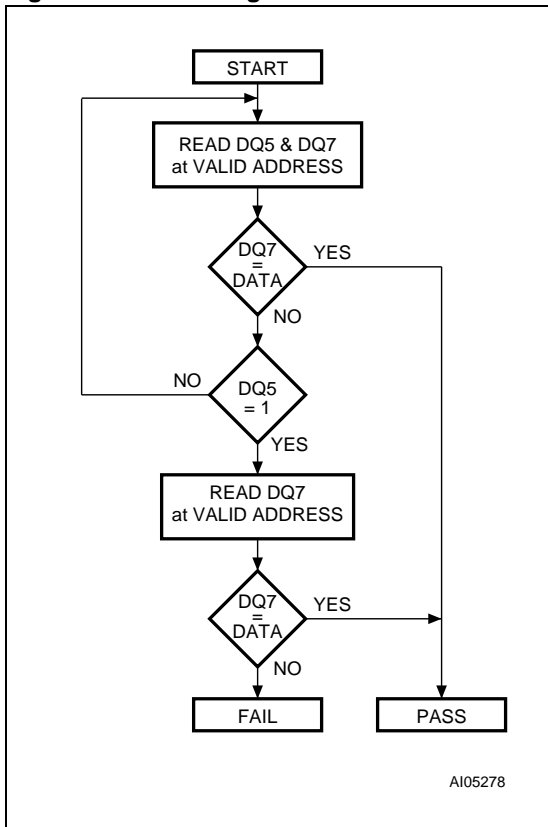 START
READ DQ5 & DQ7
at VALID ADDRESS
DQ7
=
DATA
YES
NO
DQ5
= 1
NO
YES
READ DQ7
at VALID ADDRESS
DQ7
=
DATA
YES
NO
FAIL
PASS
AI05278